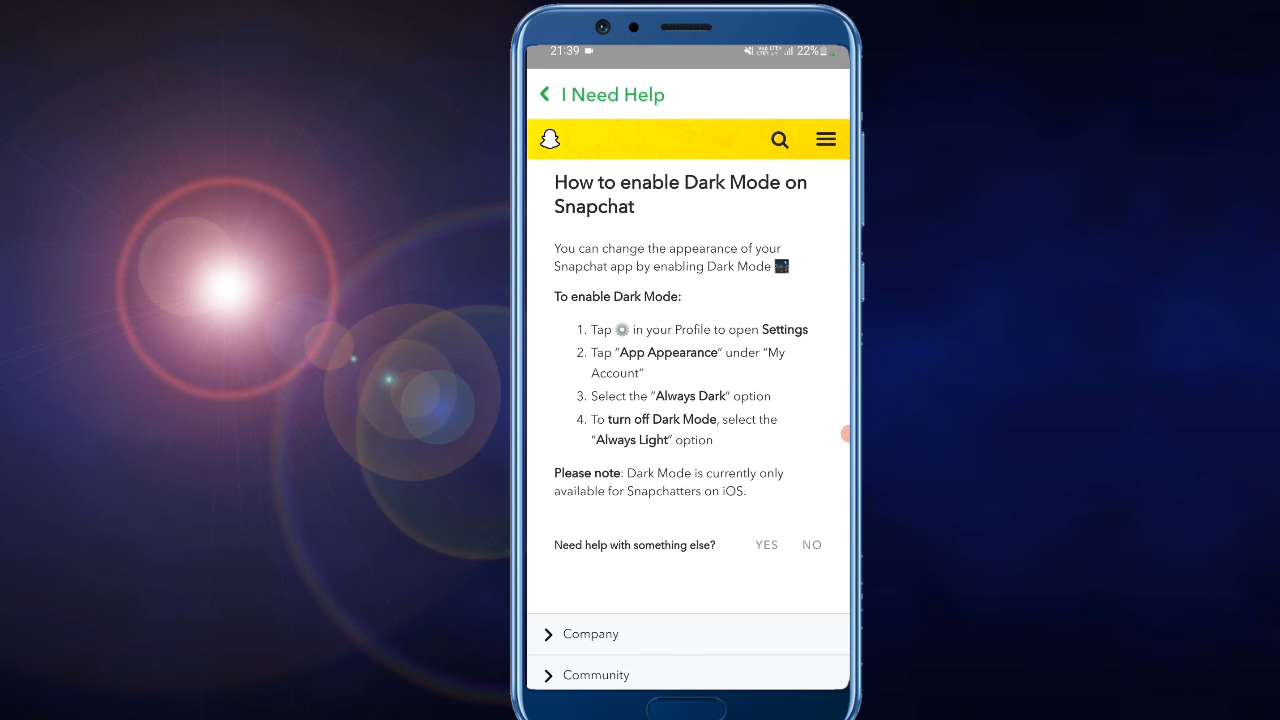 21:39 22%
I Need Help
How to enable Dark Mode on
Snapchat
You can change the appearance of your
Snapchat app by enabling Dark Mode
To enable Dark Mode:
1. Tap in your Profile to open Settings
2. Tap “App Appearance” under “My
Account”
3. Select the “Always Dark” option
4. To turn off Dark Mode, select the
“Always Light” option
Please note: Dark Mode is currently only
available for Snapchatters on iOS.
Need help with something else? YES NO
Company
Community